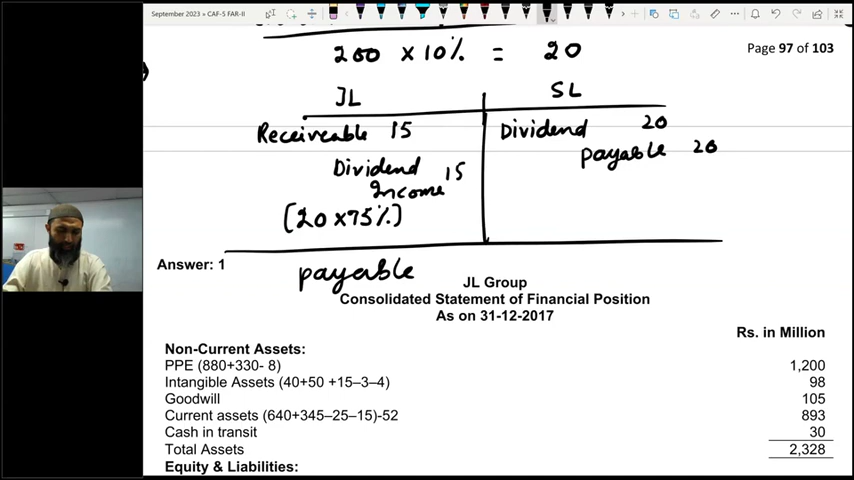 September 2023 » CAF-5 FAR-II
200 x 10% = 20
Page 97 of 103
JL SL
Receiveable 15 Dividend 20
payable 20
Dividend 15
Income
[20 x 75%]
Answer: 1
payable
JL Group
Consolidated Statement of Financial Position
As on 31-12-2017
Rs. in Million
Non-Current Assets:
PPE (880+330- 8) 1,200
Intangible Assets (40+50 +15–3–4) 98
Goodwill 105
Current assets (640+345–25–15)-52 893
Cash in transit 30
Total Assets 2,328
Equity & Liabilities: